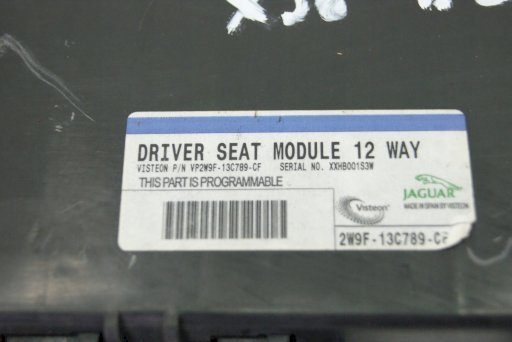 DRIVER SEAT MODULE 12 WAY
VISTEON P/N VP2W9F-13C789-CF SERIAL NO. XXHB001S3W
THIS PART IS PROGRAMMABLE
Visteon
JAGUAR
MADE IN SPAIN BY VISTEON
2W9F-13C789-CF